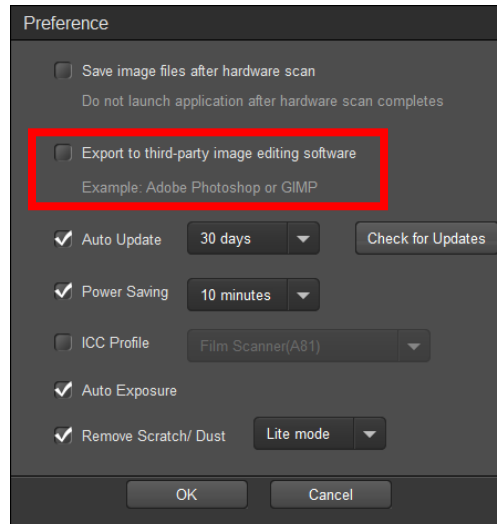 Preference
Save image files after hardware scan
Do not launch application after hardware scan completes
Export to third-party image editing software
Example: Adobe Photoshop or GIMP
Auto Update 30 days Check for Updates
Power Saving 10 minutes
ICC Profile Film Scanner(A81)
Auto Exposure
Remove Scratch/ Dust Lite mode
OK Cancel